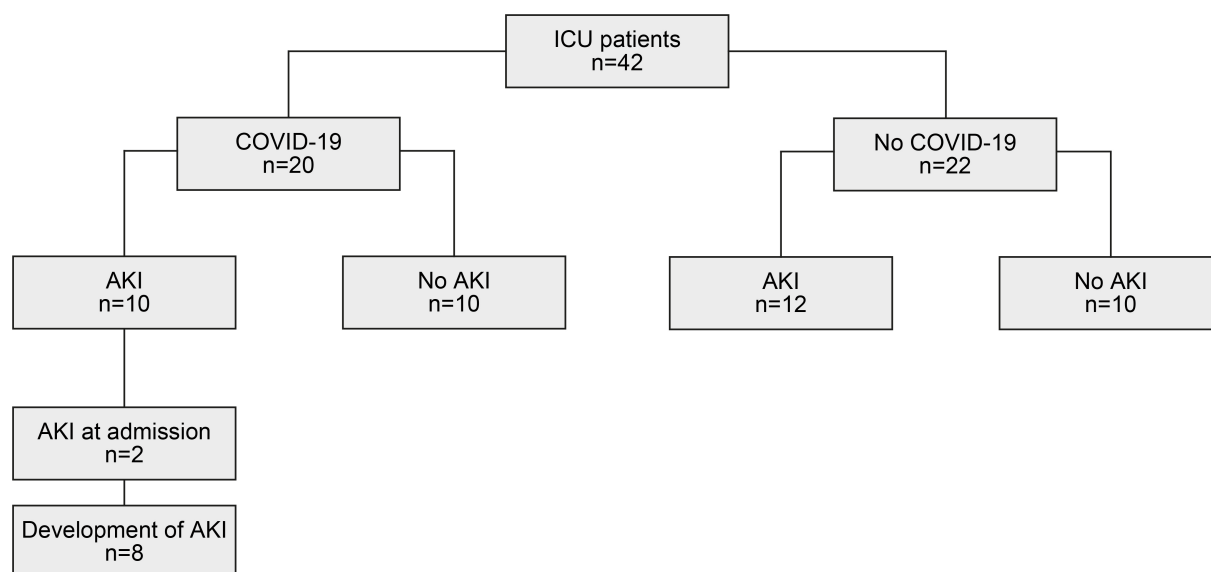 ICU patients
n=42
COVID-19
n=20
No COVID-19
n=22
AKI
n=10
No AKI
n=10
AKI
n=12
No AKI
n=10
AKI at admission
n=2
Development of AKI
n=8